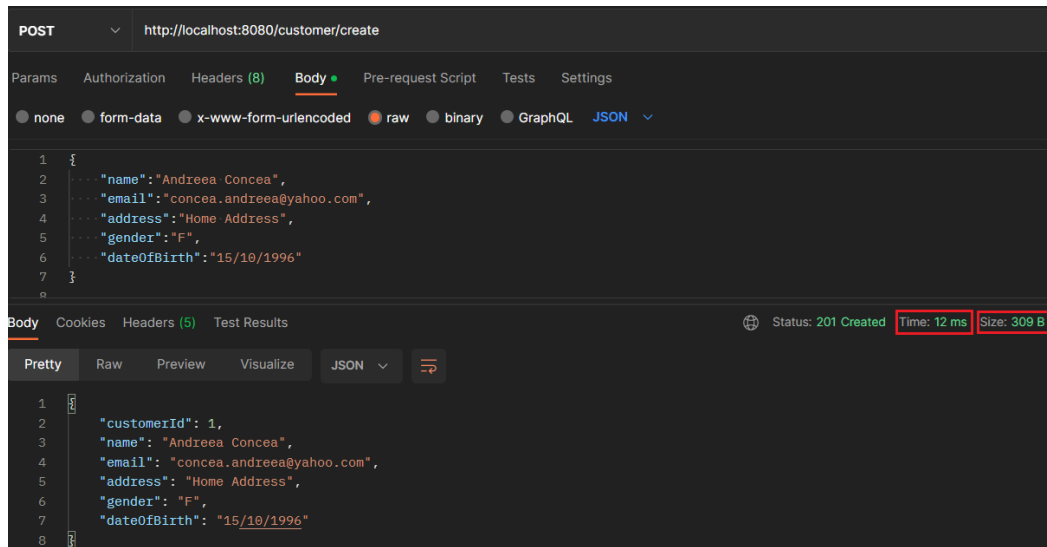 POST http://localhost:8080/customer/create
Params Authorization Headers (8) Body Pre-request Script Tests Settings
none form-data x-www-form-urlencoded raw binary GraphQL JSON
1 {
2 "name":"Andreea Concea",
3 "email":"concea.andreea@yahoo.com",
4 "address":"Home Address",
5 "gender":"F",
6 "dateOfBirth":"15/10/1996"
7 }
8
Body Cookies Headers (5) Test Results Status: 201 Created Time: 12 ms Size: 309 B
Pretty Raw Preview Visualize JSON
1 {
2 "customerId": 1,
3 "name": "Andreea Concea",
4 "email": "concea.andreea@yahoo.com",
5 "address": "Home Address",
6 "gender": "F",
7 "dateOfBirth": "15/10/1996"
8 }